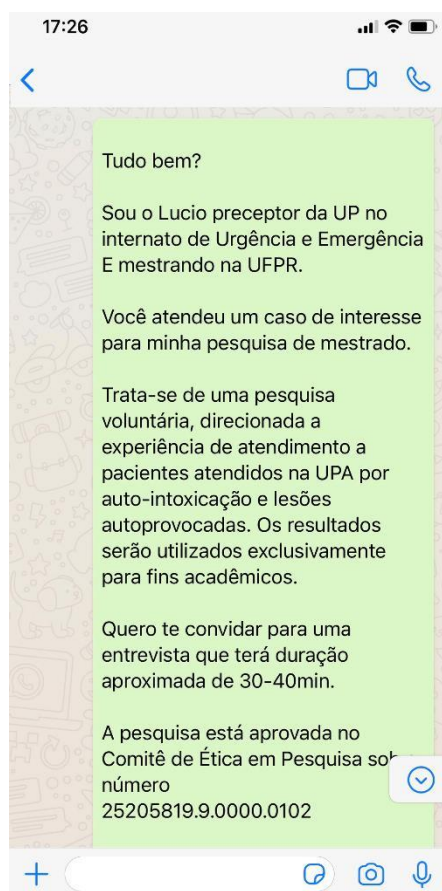 17:26
Tudo bem?
Sou o Lucio preceptor da UP no
internato de Urgência e Emergência
E mestrando na UFPR.
Você atendeu um caso de interesse
para minha pesquisa de mestrado.
Trata-se de uma pesquisa
voluntária, direcionada a
experiência de atendimento a
pacientes atendidos na UPA por
auto-intoxicação e lesões
autoprovocadas. Os resultados
serão utilizados exclusivamente
para fins acadêmicos.
Quero te convidar para uma
entrevista que terá duração
aproximada de 30-40min.
A pesquisa está aprovada no
Comitê de Ética em Pesquisa
número
25205819.9.0000.0102